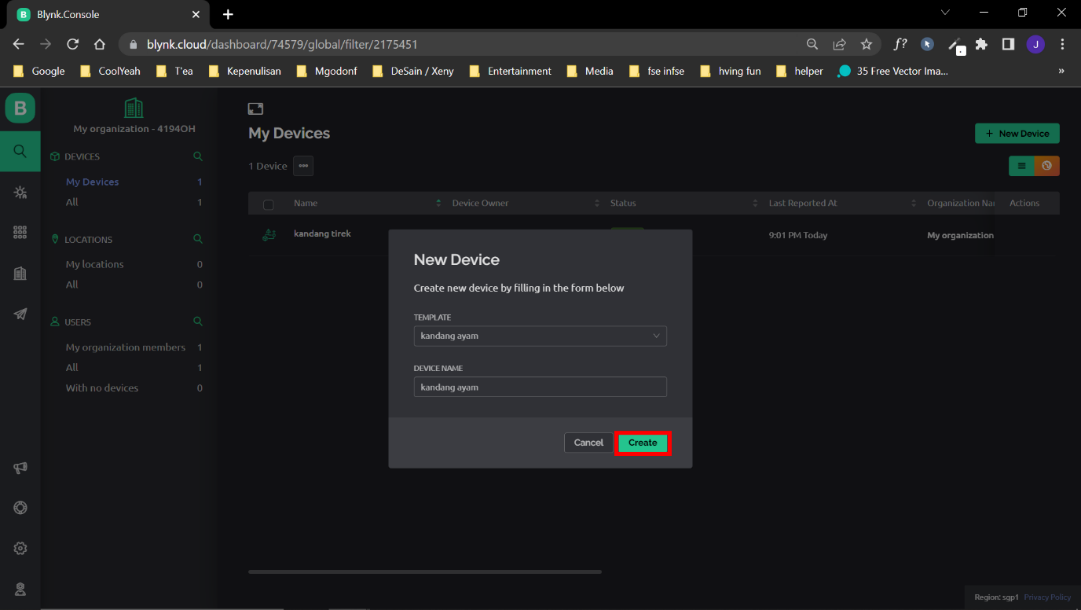 B Blynk.Console
blynk.cloud/dashboard/74579/global/filter/2175451
f?
J
Google CoolYeah T'ea Kepenulisan Mgodonf DeSain / Xeny Entertainment Media fse infse hving fun helper 35 Free Vector Ima... »
B
My organization - 4194OH
DEVICES
My Devices 1
All 1
LOCATIONS
My locations 0
All 0
USERS
My organization members 1
All 1
With no devices 0
My Devices
+ New Device
1 Device
Name Device Owner Status Last Reported At Organization Nar Actions
kandang tirek 9:01 PM Today My organization
New Device
Create new device by filling in the form below
TEMPLATE
kandang ayam
DEVICE NAME
kandang ayam
Cancel Create
Region: sgp1 Privacy Policy